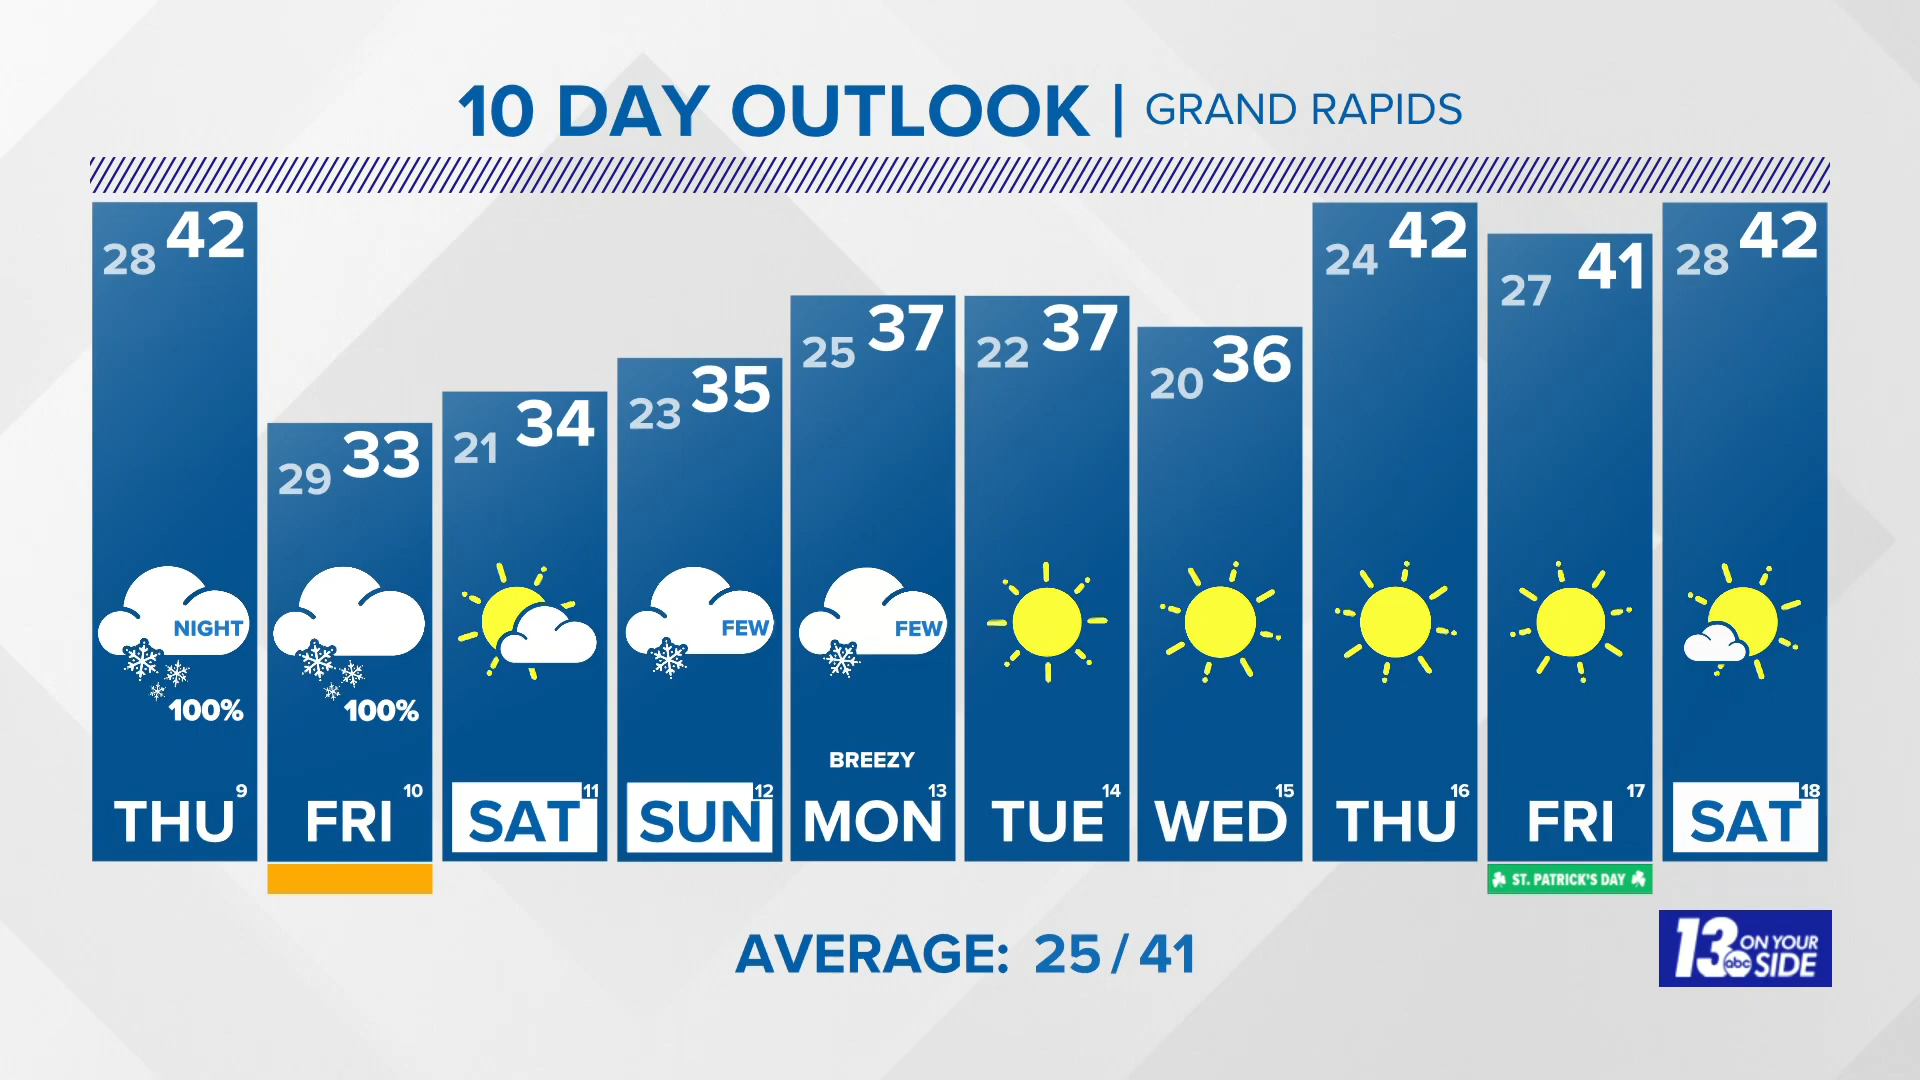 10 DAY OUTLOOK | GRAND RAPIDS
28 42
29 33
21 34
23 35
25 37
22 37
20 36
24 42
27 41
28 42
NIGHT
FEW
FEW
100%
100%
BREEZY
THU 9
FRI 10
SAT 11
SUN 12
MON 13
TUE 14
WED 15
THU 16
FRI 17
SAT 18
ST. PATRICK'S DAY
AVERAGE: 25 / 41
13 abc ON YOUR
SIDE